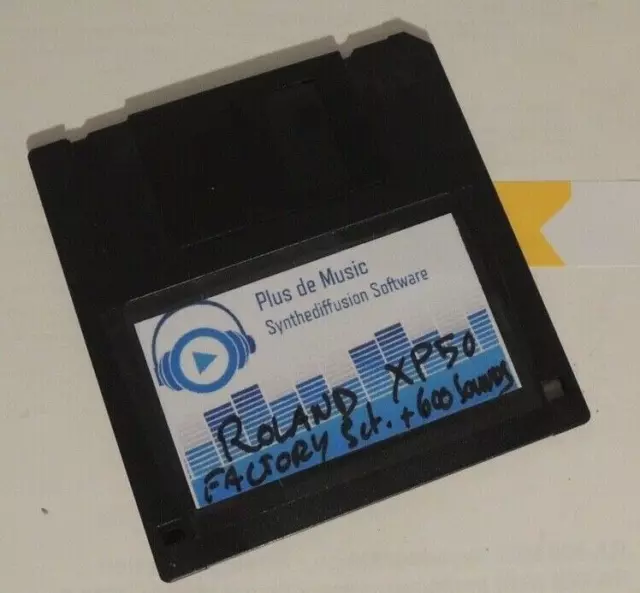 Plus de Music
Synthediffusion Software
ROLAND XP50
FACTORY Set. + 600 Sounds